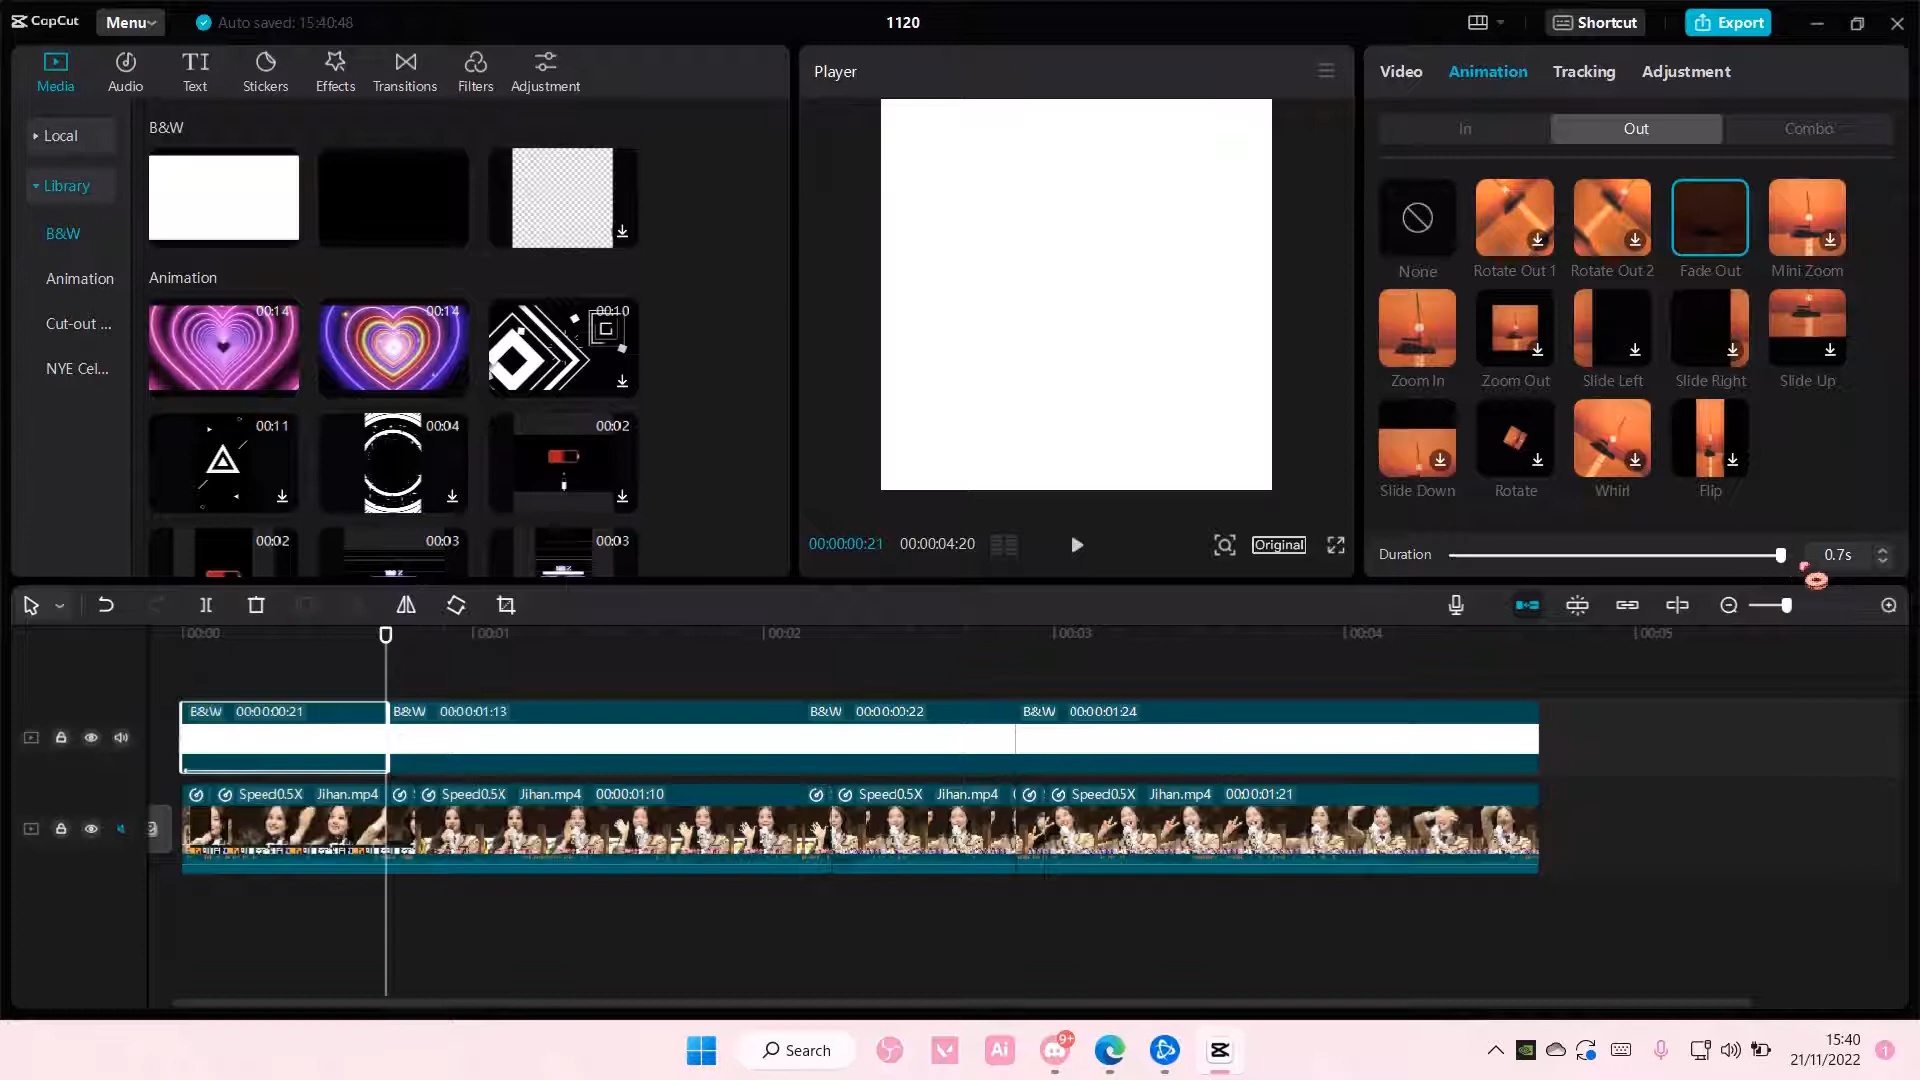 CapCut
Menu
Auto saved: 15:40:48
1120
Shortcut
Export
Media
Audio
TI
Text
Stickers
Effects
Transitions
Filters
Adjustment
Local
Library
B&W
Animation
Cut-out ...
NYE Cel...
B&W
Animation
00:14
00:14
00:10
00:11
00:04
00:02
00:02
00:03
00:03
Player
00:00:00:21
00:00:04:20
Original
Video
Animation
Tracking
Adjustment
In
Out
Combo
None
Rotate Out 1
Rotate Out 2
Fade Out
Mini Zoom
Zoom In
Zoom Out
Slide Left
Slide Right
Slide Up
Slide Down
Rotate
Whirl
Flip
Duration
0.7s
00:00
00:01
00:02
00:03
00:04
00:05
B&W 00:00:00:21
B&W 00:00:01:13
B&W 00:00:00:22
B&W 00:00:01:24
Speed0.5X Jihan.mp4
Speed0.5X Jihan.mp4 00:00:01:10
Speed0.5X Jihan.mp4
Speed0.5X Jihan.mp4 00:00:01:21
Search
Ai
9+
15:40
21/11/2022
1